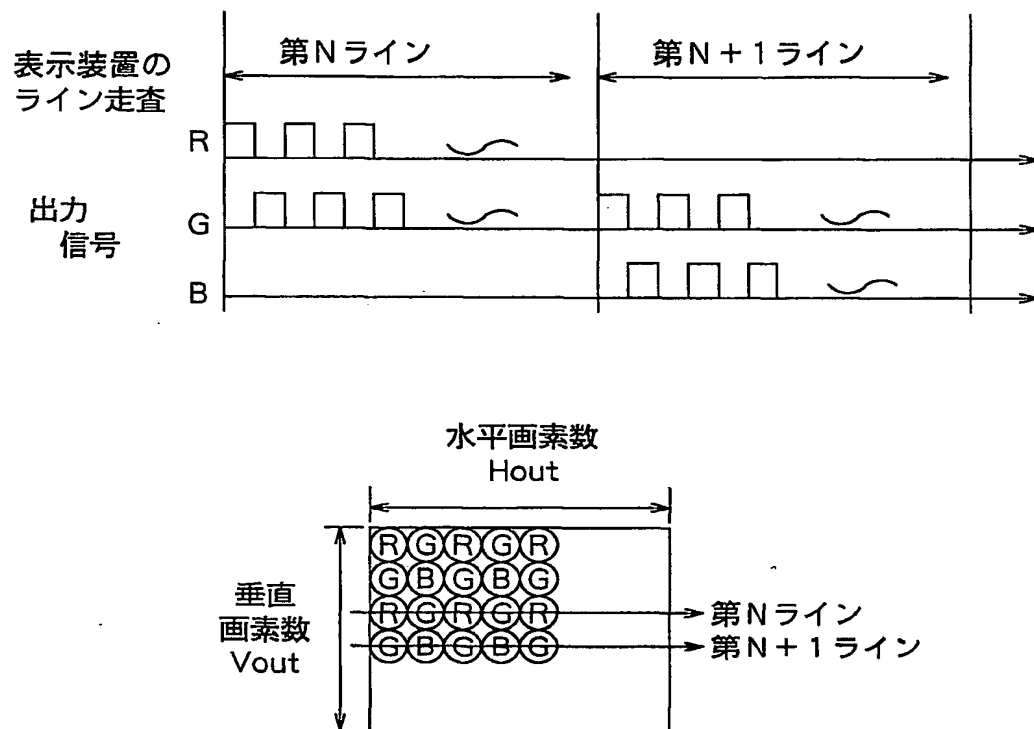 表示装置の
ライン走査
第Nライン
第N+1ライン
R
出力
信号
G
B
水平画素数
Hout
垂直
画素数
Vout
RGRGR
GBGBG
RGRGR
GBGBG
第Nライン
第N+1ライン